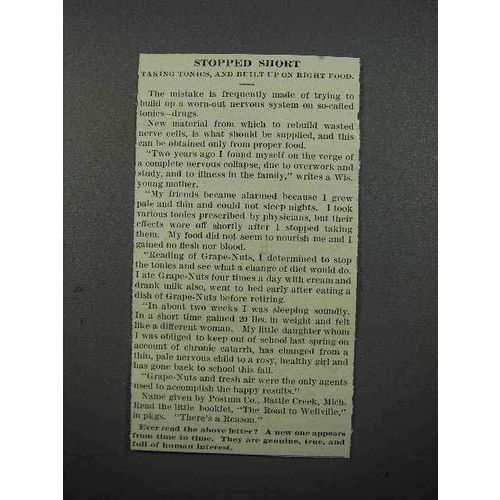 STOPPED SHORT
TAKING TONICS, AND BUILT UP ON RIGHT FOOD.
The mistake is frequently made of trying to
build up a worn-out nervous system on so-called
tonics—drugs.
New material from which to rebuild wasted
nerve cells, is what should be supplied, and this
can be obtained only from proper food.
"Two years ago I found myself on the verge of
a complete nervous collapse, due to overwork and
study, and to illness in the family," writes a Wis.
young mother.
"My friends became alarmed because I grew
pale and thin and could not sleep nights. I took
various tonics prescribed by physicians, but their
effects wore off shortly after I stopped taking
them. My food did not seem to nourish me and I
gained no flesh nor blood.
"Reading of Grape-Nuts, I determined to stop
the tonics and see what a change of diet would do.
I ate Grape-Nuts four times a day with cream and
drank milk also, went to bed early after eating a
dish of Grape-Nuts before retiring.
"In about two weeks I was sleeping soundly.
In a short time gained 20 lbs. in weight and felt
like a different woman. My little daughter whom
I was obliged to keep out of school last spring on
account of chronic catarrh, has changed from a
thin, pale nervous child to a rosy, healthy girl and
has gone back to school this fall.
"Grape-Nuts and fresh air were the only agents
used to accomplish the happy results."
Name given by Postum Co., Battle Creek, Mich.
Read the little booklet, "The Road to Wellville,"
in pkgs. "There's a Reason."
Ever read the above letter? A new one appears
from time to time. They are genuine, true, and
full of human interest.